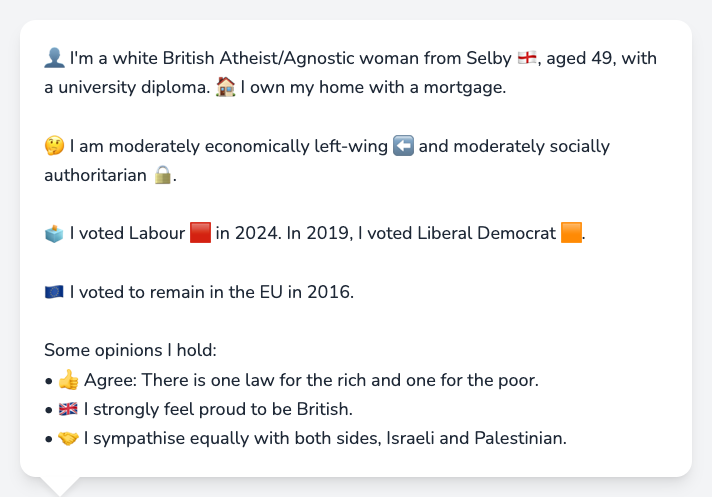 👤 I'm a white British Atheist/Agnostic woman from Selby 🏴󠁧󠁢󠁥󠁮󠁧󠁿, aged 49, with
a university diploma. 🏠 I own my home with a mortgage.
🤔 I am moderately economically left-wing ⬅️ and moderately socially
authoritarian 🔒.
🗳️ I voted Labour 🟥 in 2024. In 2019, I voted Liberal Democrat 🟧.
🇪🇺 I voted to remain in the EU in 2016.
Some opinions I hold:
• 👍 Agree: There is one law for the rich and one for the poor.
• 🇬🇧 I strongly feel proud to be British.
• 🤝 I sympathise equally with both sides, Israeli and Palestinian.